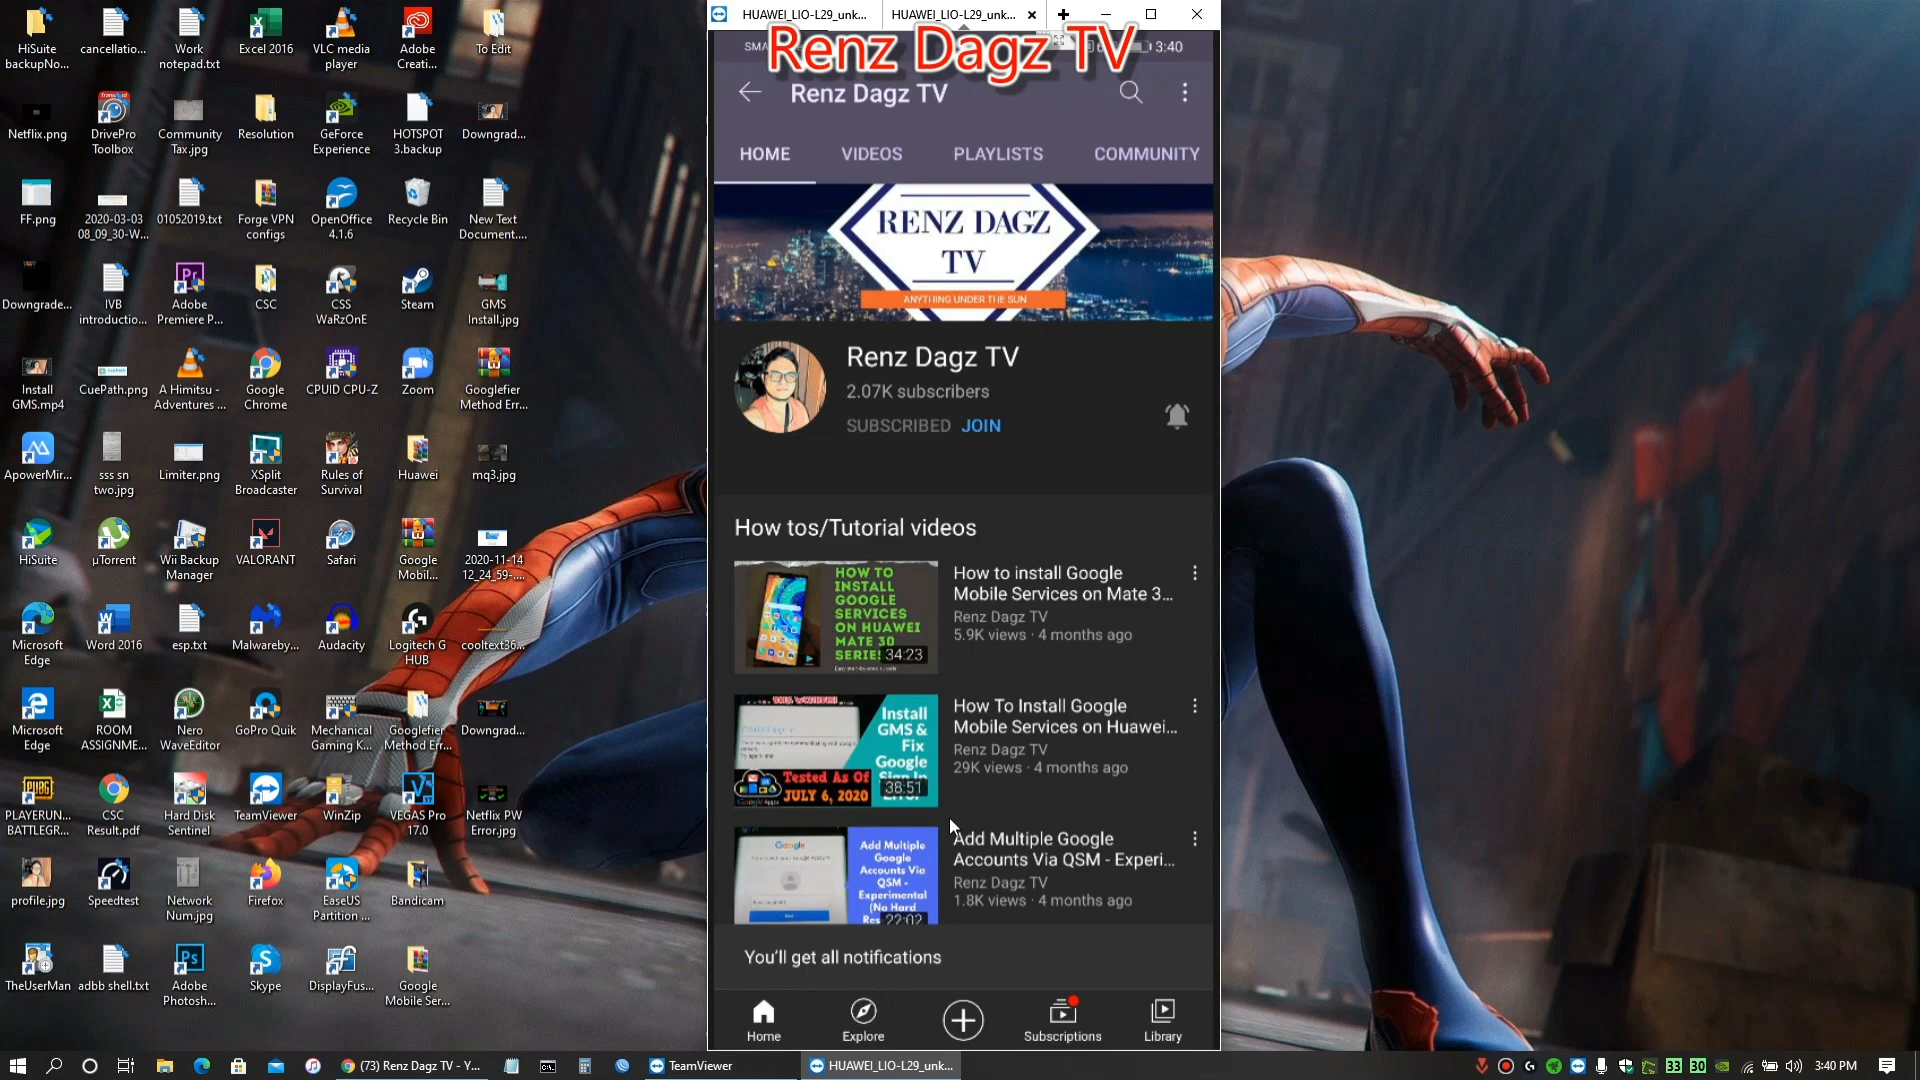 HiSuite
backupNo...
cancellatio...
Work
notepad.txt
Excel 2016
VLC media
player
Adobe
Creati...
To Edit
Netflix.png
DrivePro
Toolbox
Community
Tax.jpg
Resolution
GeForce
Experience
HOTSPOT
3.backup
Downgrad...
FF.png
2020-03-03
08_09_30-W...
01052019.txt
Forge VPN
configs
OpenOffice
4.1.6
Recycle Bin
New Text
Document....
Downgrade...
IVB
introductio...
Adobe
Premiere P...
CSC
CSS
WaRzOnE
Steam
GMS
Install.jpg
Install
GMS.mp4
CuePath.png
A Himitsu -
Adventures ...
Google
Chrome
CPUID CPU-Z
Zoom
Googlefier
Method Err...
ApowerMir...
sss sn
two.jpg
Limiter.png
XSplit
Broadcaster
Rules of
Survival
Huawei
mq3.jpg
HiSuite
µTorrent
Wii Backup
Manager
VALORANT
Safari
Google
Mobil...
2020-11-14
12_24_59-....
Microsoft
Edge
Word 2016
esp.txt
Malwareby...
Audacity
Logitech G
HUB
cooltext36...
Microsoft
Edge
ROOM
ASSIGNME...
Nero
WaveEditor
GoPro Quik
Mechanical
Gaming K...
Googlefier
Method Err...
Downgrad...
PLAYERUN...
BATTLEGR...
CSC
Result.pdf
Hard Disk
Sentinel
TeamViewer
WinZip
VEGAS Pro
17.0
Netflix PW
Error.jpg
profile.jpg
Speedtest
Network
Num.jpg
Firefox
EaseUS
Partition ...
Bandicam
TheUserMan
adbb shell.txt
Adobe
Photosh...
Skype
DisplayFus...
Google
Mobile Ser...
HUAWEI_LIO-L29_unk...
HUAWEI_LIO-L29_unk...
Renz Dagz TV
3:40
Renz Dagz TV
HOME
VIDEOS
PLAYLISTS
COMMUNITY
RENZ DAGZ
TV
ANYTHING UNDER THE SUN
Renz Dagz TV
2.07K subscribers
SUBSCRIBED JOIN
How tos/Tutorial videos
HOW TO
INSTALL
GOOGLE
SERVICES
ON HUAWEI
MATE 30
SERIES
34:23
How to install Google
Mobile Services on Mate 3...
Renz Dagz TV
5.9K views · 4 months ago
Install
GMS &
Fix
Google
Sign In
Error
Tested As Of
JULY 6, 2020
38:51
How To Install Google
Mobile Services on Huawei...
Renz Dagz TV
29K views · 4 months ago
Google
Add Multiple
Google
Accounts Via
QSM -
Experimental
(No Hard
22:02
Add Multiple Google
Accounts Via QSM - Experi...
Renz Dagz TV
1.8K views · 4 months ago
You'll get all notifications
Home
Explore
Subscriptions
Library
(73) Renz Dagz TV - Y...
TeamViewer
HUAWEI_LIO-L29_unk...
33
30
3:40 PM